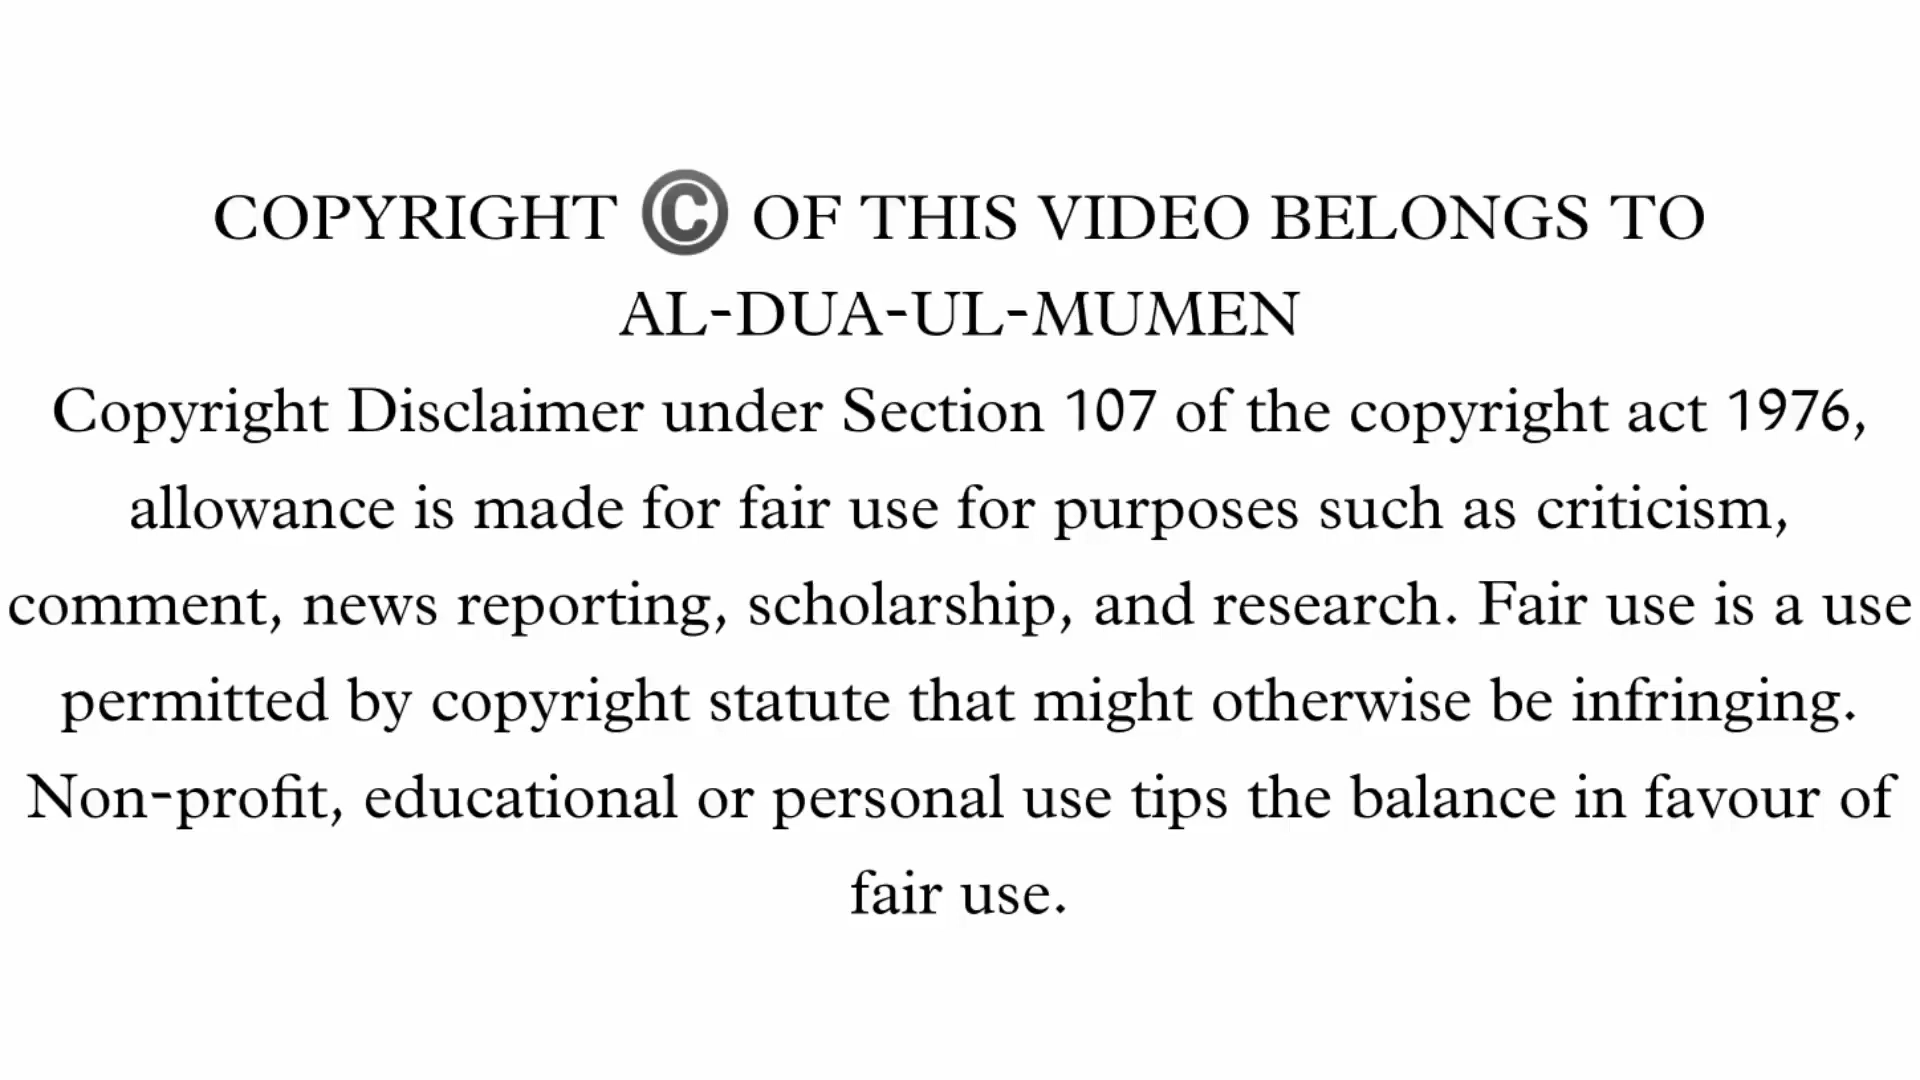 COPYRIGHT © OF THIS VIDEO BELONGS TO
AL-DUA-UL-MUMEN
Copyright Disclaimer under Section 107 of the copyright act 1976,
allowance is made for fair use for purposes such as criticism,
comment, news reporting, scholarship, and research. Fair use is a use
permitted by copyright statute that might otherwise be infringing.
Non-profit, educational or personal use tips the balance in favour of
fair use.